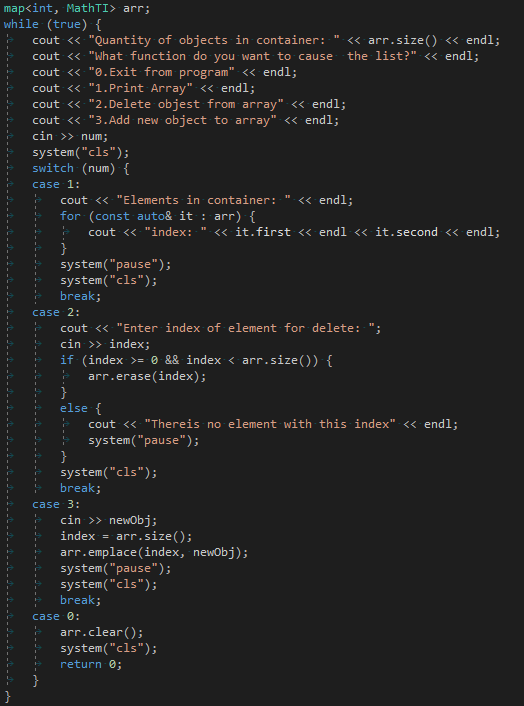 map<int, MathTI> arr;
while (true) {
cout << "Quantity of objects in container: " << arr.size() << endl;
cout << "What function do you want to cause  the list?" << endl;
cout << "0.Exit from program" << endl;
cout << "1.Print Array" << endl;
cout << "2.Delete objest from array" << endl;
cout << "3.Add new object to array" << endl;
cin >> num;
system("cls");
switch (num) {
case 1:
cout << "Elements in container: " << endl;
for (const auto& it : arr) {
cout << "index: " << it.first << endl << it.second << endl;
}
system("pause");
system("cls");
break;
case 2:
cout << "Enter index of element for delete: ";
cin >> index;
if (index >= 0 && index < arr.size()) {
arr.erase(index);
}
else {
cout << "Thereis no element with this index" << endl;
system("pause");
}
system("cls");
break;
case 3:
cin >> newObj;
index = arr.size();
arr.emplace(index, newObj);
system("pause");
system("cls");
break;
case 0:
arr.clear();
system("cls");
return 0;
}
}